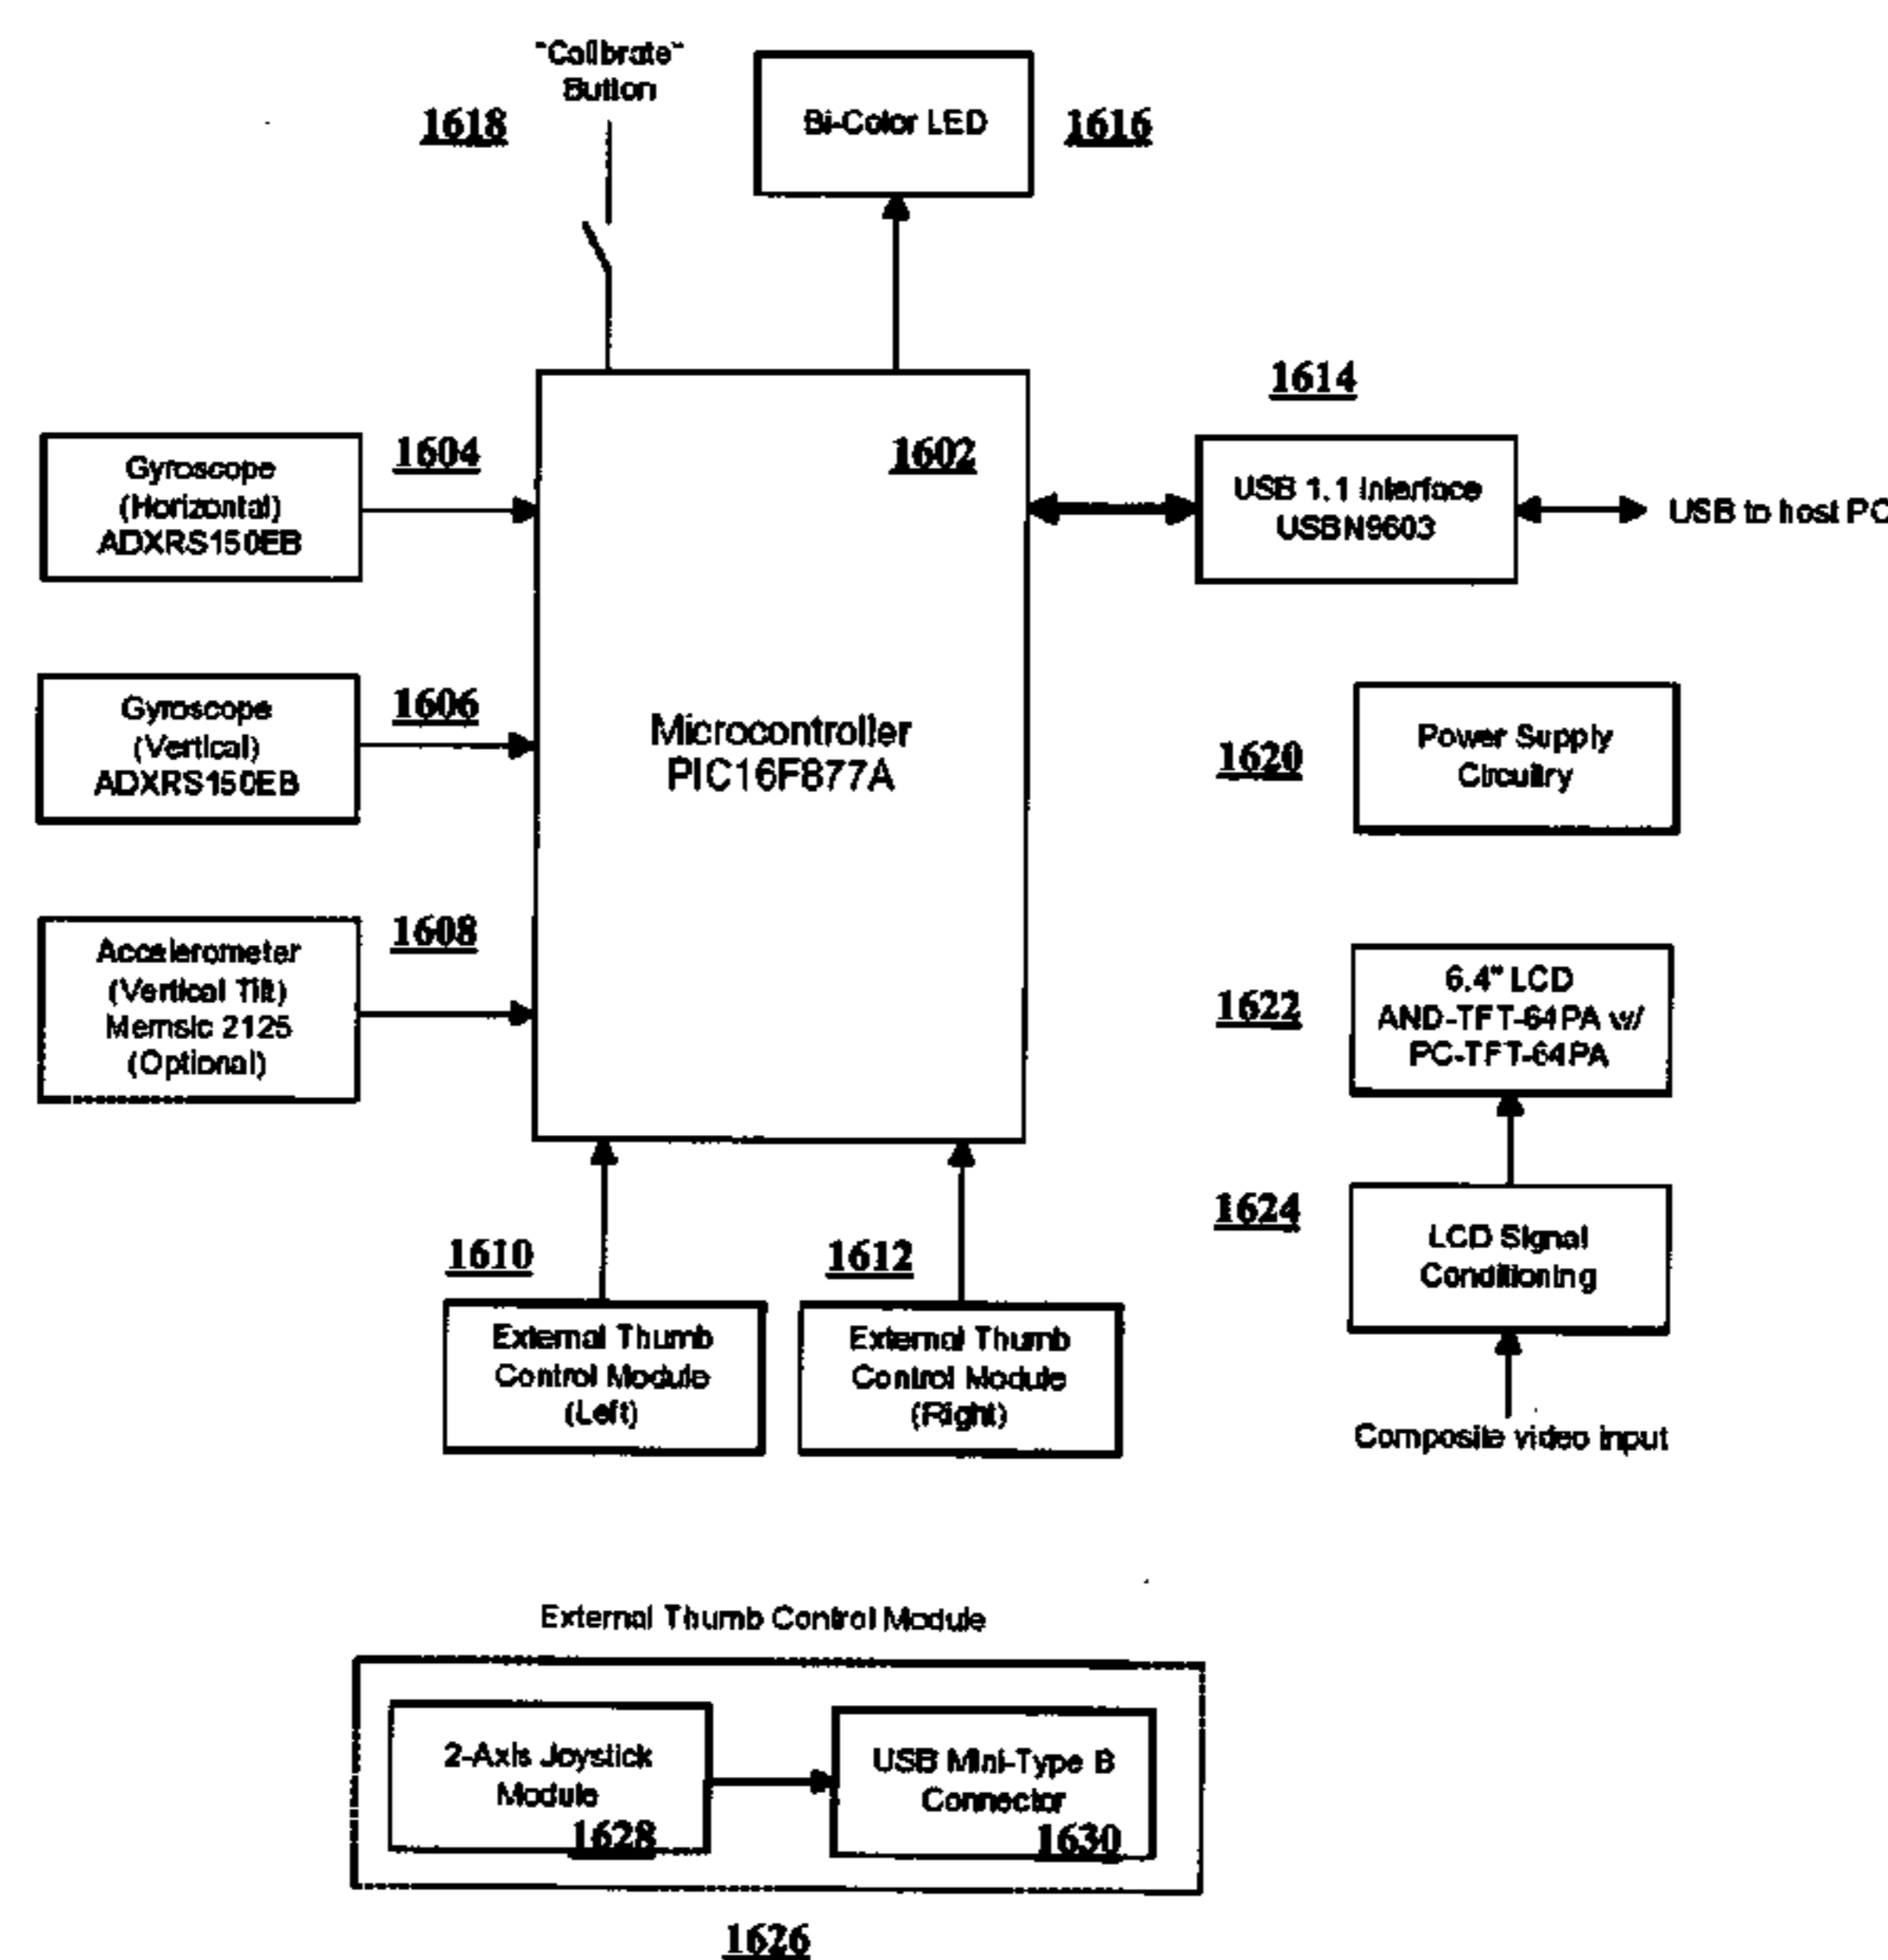 "Calibrate"
Button
1618
Bi-Color LED
1616
1614
Gyroscope
(Horizontal)
ADXRS150EB
1604
1602
USB 1.1 Interface
USBN9603
USB to host PC
Gyroscope
(Vertical)
ADXRS150EB
1606
Microcontroller
PIC16F877A
1620
Power Supply
Circuitry
Accelerometer
(Vertical Tilt)
Memsic 2125
(Optional)
1608
1622
6.4" LCD
AND-TFT-64PA w/
PC-TFT-64PA
1624
LCD Signal
Conditioning
Composite video input
1610
External Thumb
Control Module
(Left)
1612
External Thumb
Control Module
(Right)
External Thumb Control Module
2-Axis Joystick
Module
1628
USB Mini-Type B
Connector
1630
1626